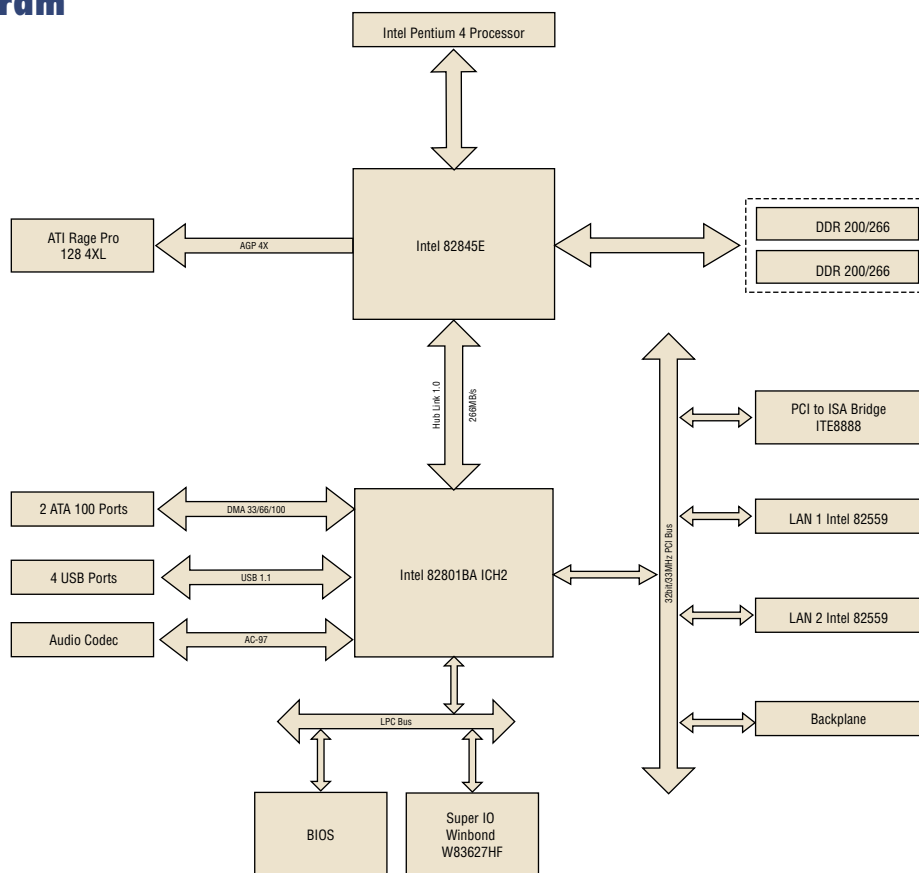 Intel Pentium 4 Processor
ATI Rage Pro
128 4XL
AGP 4X
Intel 82845E
DDR 200/266
DDR 200/266
Hub Link 1.0
266MB/s
PCI to ISA Bridge
ITE8888
2 ATA 100 Ports
DMA 33/66/100
LAN 1 Intel 82559
4 USB Ports
USB 1.1
Intel 82801BA ICH2
32bit/33MHz PCI Bus
Audio Codec
AC-97
LAN 2 Intel 82559
LPC Bus
Backplane
BIOS
Super IO
Winbond
W83627HF